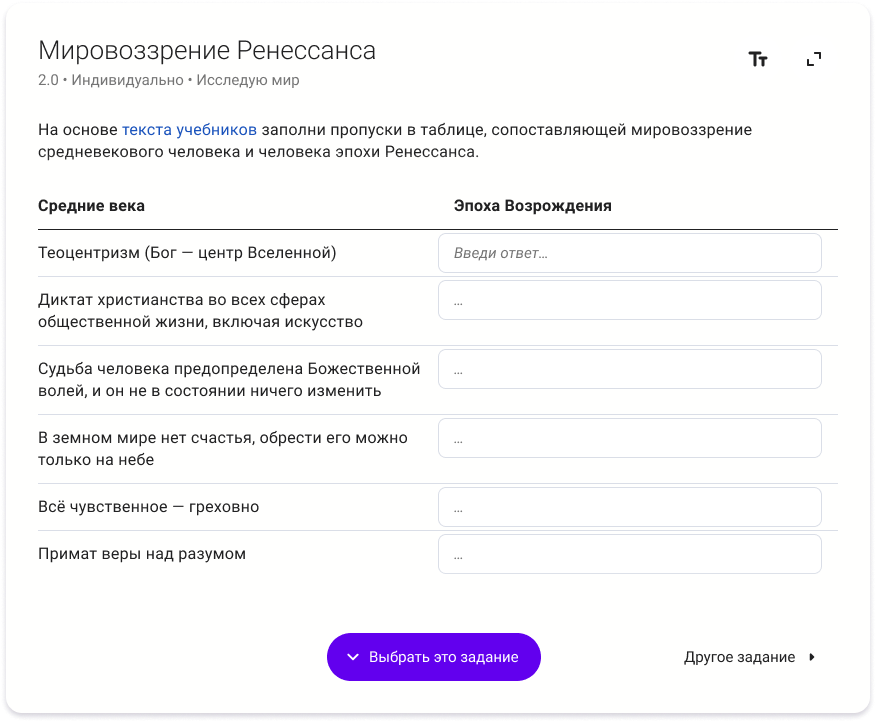 Мировоззрение Ренессанса
2.0 • Индивидуально • Исследую мир
Тт
На основе текста учебников заполни пропуски в таблице, сопоставляющей мировоззрение
средневекового человека и человека эпохи Ренессанса.
Средние века
Эпоха Возрождения
Теоцентризм (Бог — центр Вселенной)
Введи ответ…
Диктат христианства во всех сферах
общественной жизни, включая искусство
…
Судьба человека предопределена Божественной
волей, и он не в состоянии ничего изменить
…
В земном мире нет счастья, обрести его можно
только на небе
…
Всё чувственное — греховно
…
Примат веры над разумом
…
Выбрать это задание
Другое задание